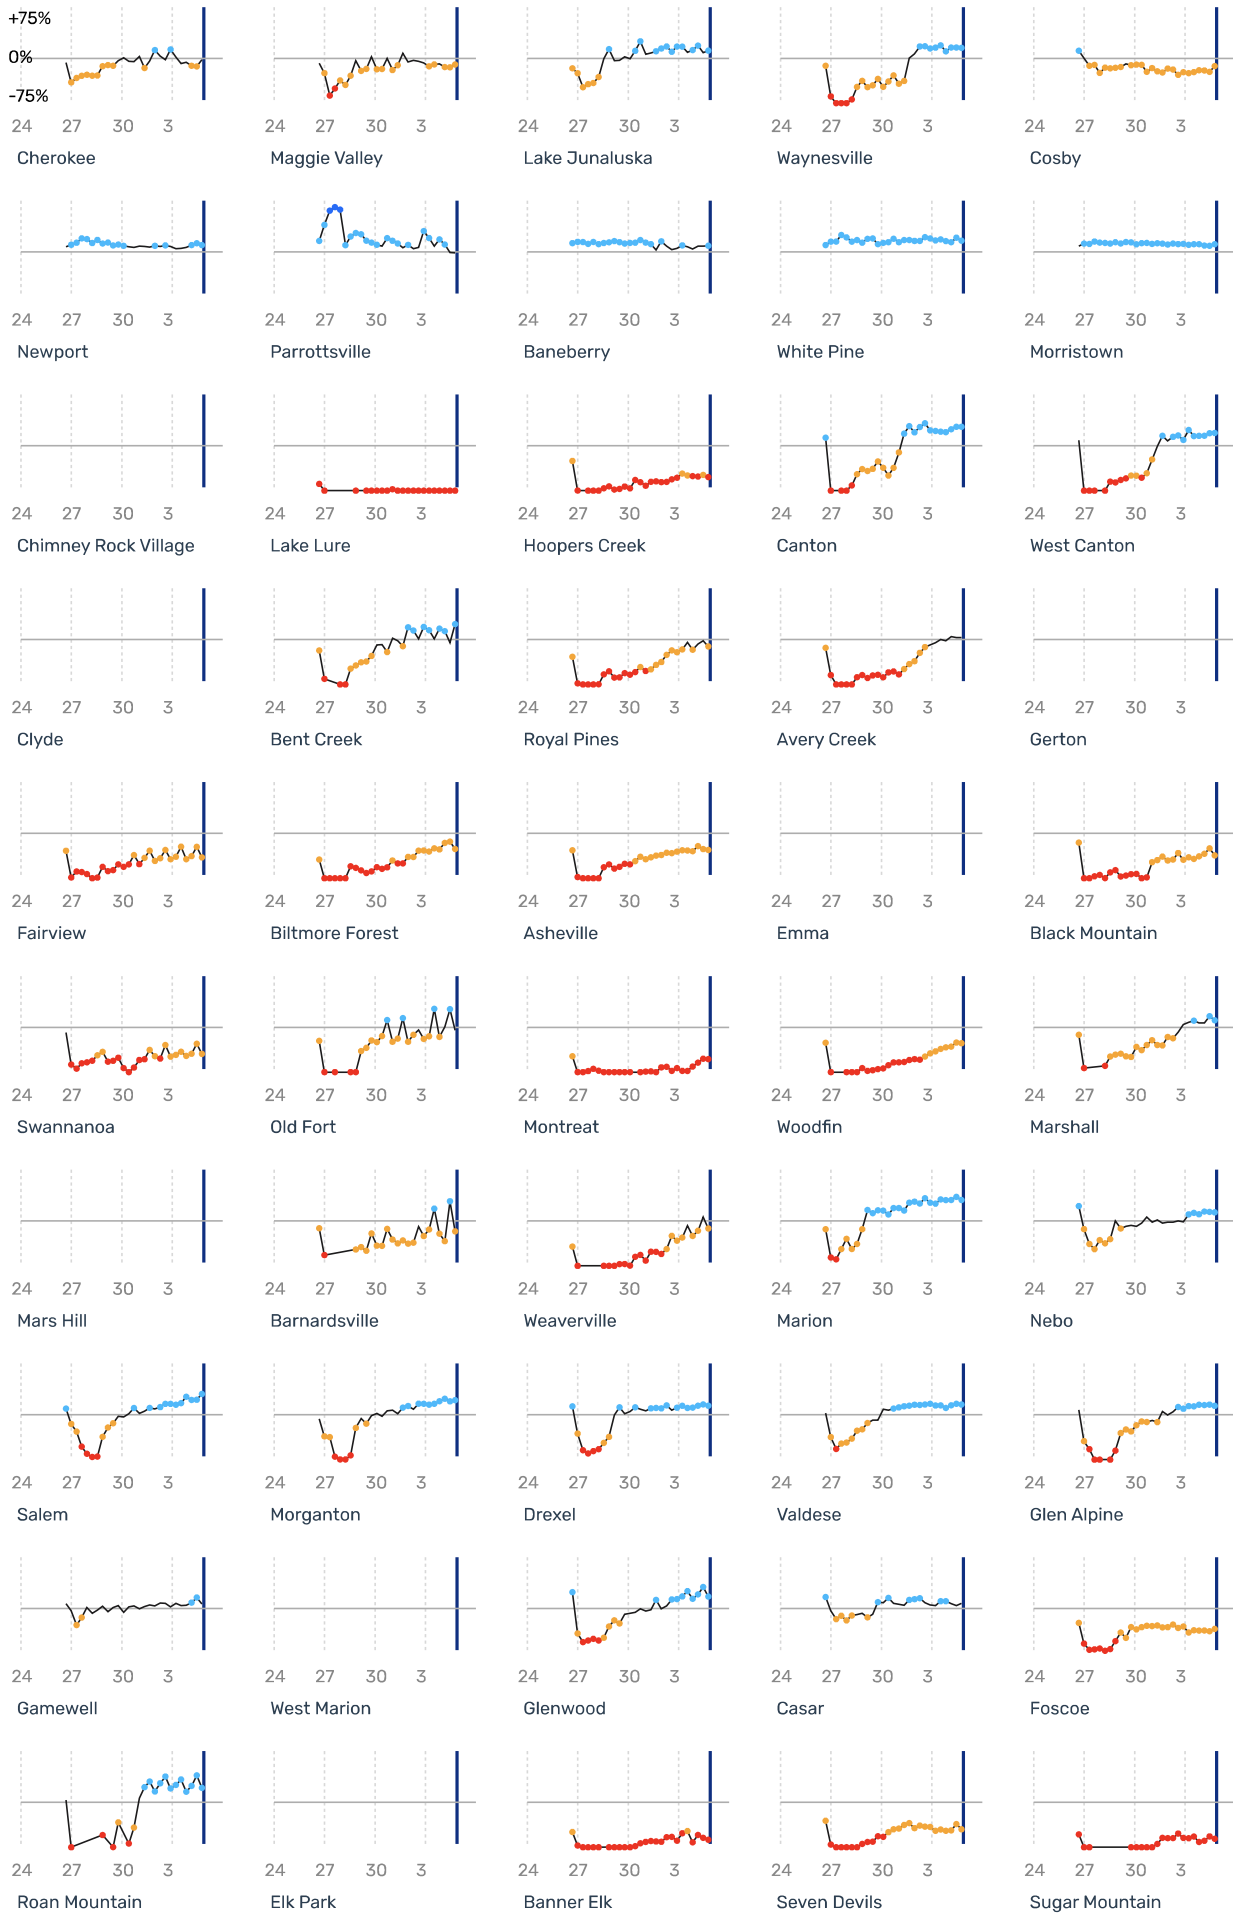 +75%
0%
-75%
24 27 30 3 24 27 30 3 24 27 30 3 24 27 30 3 24 27 30 3
Cherokee Maggie Valley Lake Junaluska Waynesville Cosby
24 27 30 3 24 27 30 3 24 27 30 3 24 27 30 3 24 27 30 3
Newport Parrottsville Baneberry White Pine Morristown
24 27 30 3 24 27 30 3 24 27 30 3 24 27 30 3 24 27 30 3
Chimney Rock Village Lake Lure Hoopers Creek Canton West Canton
24 27 30 3 24 27 30 3 24 27 30 3 24 27 30 3 24 27 30 3
Clyde Bent Creek Royal Pines Avery Creek Gerton
24 27 30 3 24 27 30 3 24 27 30 3 24 27 30 3 24 27 30 3
Fairview Biltmore Forest Asheville Emma Black Mountain
24 27 30 3 24 27 30 3 24 27 30 3 24 27 30 3 24 27 30 3
Swannanoa Old Fort Montreat Woodfin Marshall
24 27 30 3 24 27 30 3 24 27 30 3 24 27 30 3 24 27 30 3
Mars Hill Barnardsville Weaverville Marion Nebo
24 27 30 3 24 27 30 3 24 27 30 3 24 27 30 3 24 27 30 3
Salem Morganton Drexel Valdese Glen Alpine
24 27 30 3 24 27 30 3 24 27 30 3 24 27 30 3 24 27 30 3
Gamewell West Marion Glenwood Casar Foscoe
24 27 30 3 24 27 30 3 24 27 30 3 24 27 30 3 24 27 30 3
Roan Mountain Elk Park Banner Elk Seven Devils Sugar Mountain